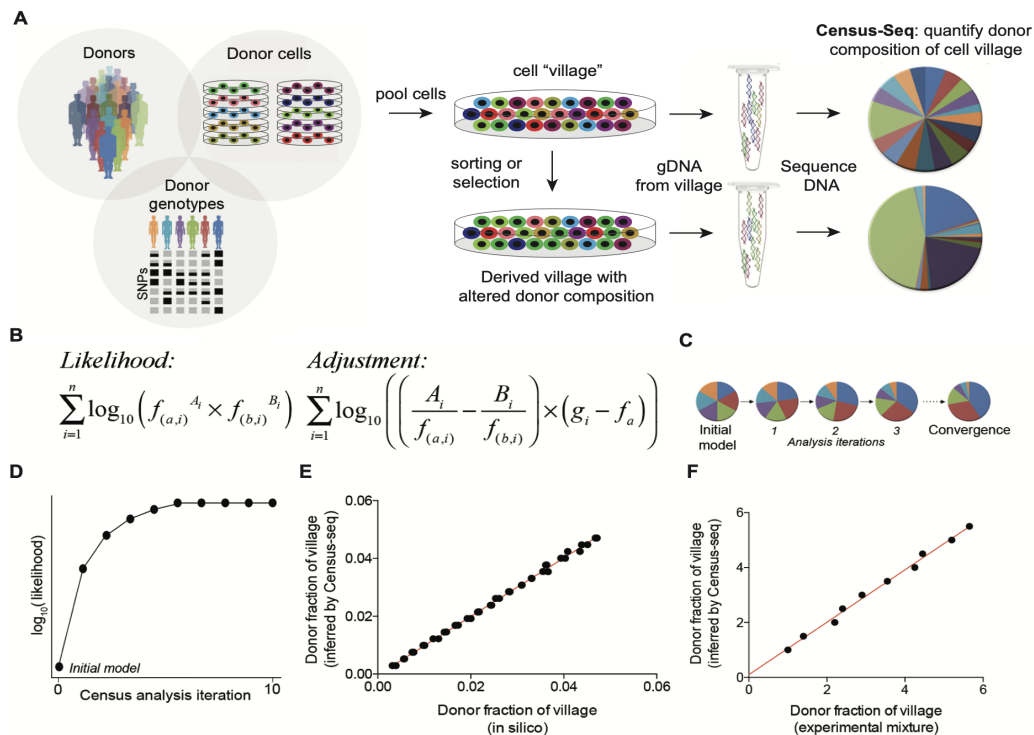 A
Donors
Donor cells
Donor
genotypes
SNPs
pool cells
cell “village”
sorting or
selection
Derived village with
altered donor composition
gDNA
from village
Sequence
DNA
Census-Seq: quantify donor
composition of cell village
B
Likelihood:
∑ᵢ₌₁ⁿ log₁₀ ( f₍ₐ,ᵢ₎^Aᵢ × f₍b,ᵢ₎^Bᵢ )
Adjustment:
∑ᵢ₌₁ⁿ log₁₀ ( ( Aᵢ / f₍ₐ,ᵢ₎ − Bᵢ / f₍b,ᵢ₎ ) × ( gᵢ − fₐ ) )
C
Initial
model
1
2
3
Analysis iterations
Convergence
D
log₁₀(likelihood)
Initial model
0
10
Census analysis iteration
E
Donor fraction of village
(inferred by Census-seq)
0.06
0.04
0.02
0.00
0.00
0.02
0.04
0.06
Donor fraction of village
(in silico)
F
Donor fraction of village
(inferred by Census-seq)
6
4
2
0
0
2
4
6
Donor fraction of village
(experimental mixture)